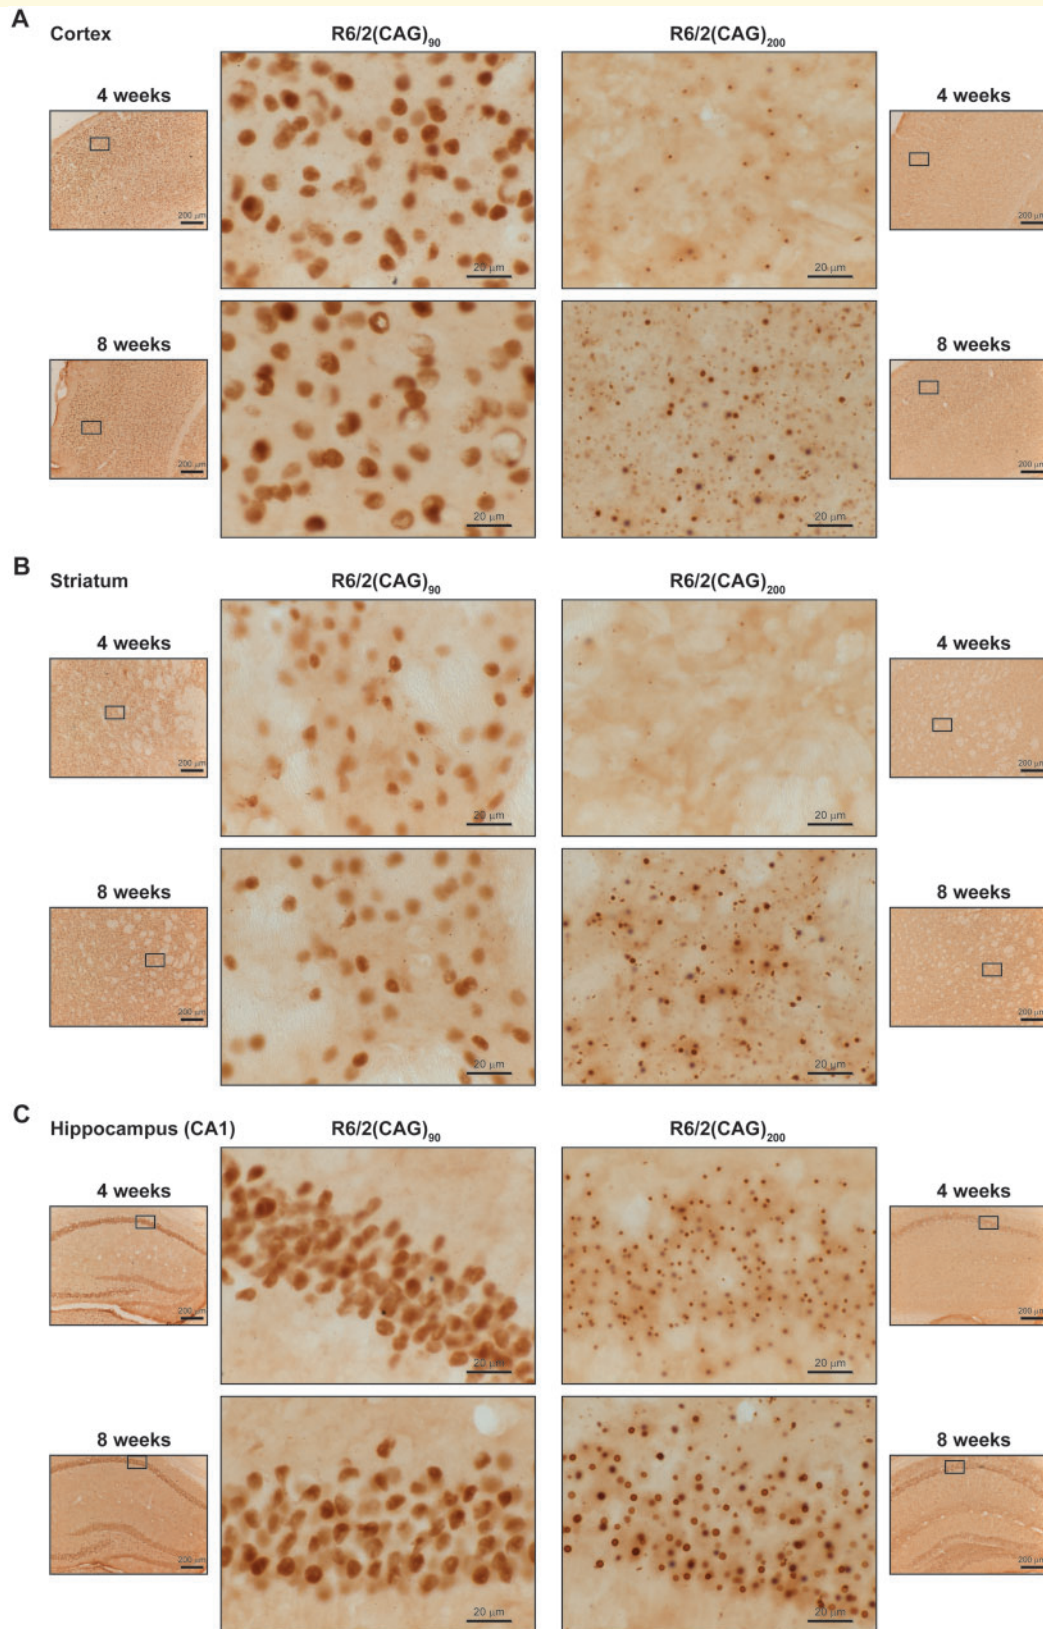 A
Cortex
R6/2(CAG)90
R6/2(CAG)200
4 weeks
200 μm
20 μm
20 μm
4 weeks
200 μm
8 weeks
200 μm
20 μm
20 μm
8 weeks
200 μm
B
Striatum
R6/2(CAG)90
R6/2(CAG)200
4 weeks
200 μm
20 μm
20 μm
4 weeks
200 μm
8 weeks
200 μm
20 μm
20 μm
8 weeks
200 μm
C
Hippocampus (CA1)
R6/2(CAG)90
R6/2(CAG)200
4 weeks
200 μm
20 μm
20 μm
4 weeks
200 μm
8 weeks
200 μm
20 μm
20 μm
8 weeks
200 μm